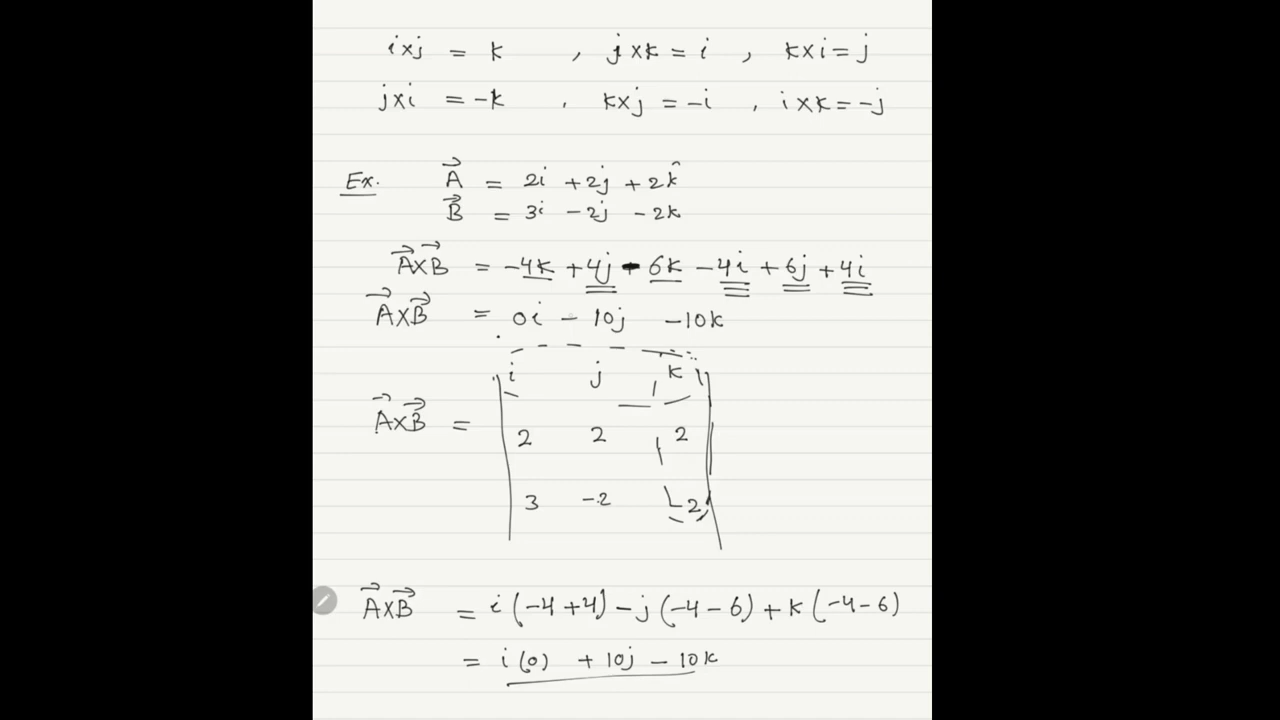 i×j = k , j×k = i , k×i = j
j×i = -k , k×j = -i , i×k = -j
Ex. A⃗ = 2i + 2j + 2k̂
B⃗ = 3i - 2j - 2k
A⃗×B⃗ = -4k + 4j - 6k - 4i + 6j + 4i
A⃗×B⃗ = 0i - 10j - 10k
i j k
A⃗×B⃗ = 2 2 2
3 -2 -2
A⃗×B⃗ = i(-4+4) - j(-4-6) + k(-4-6)
= i(0) + 10j - 10k